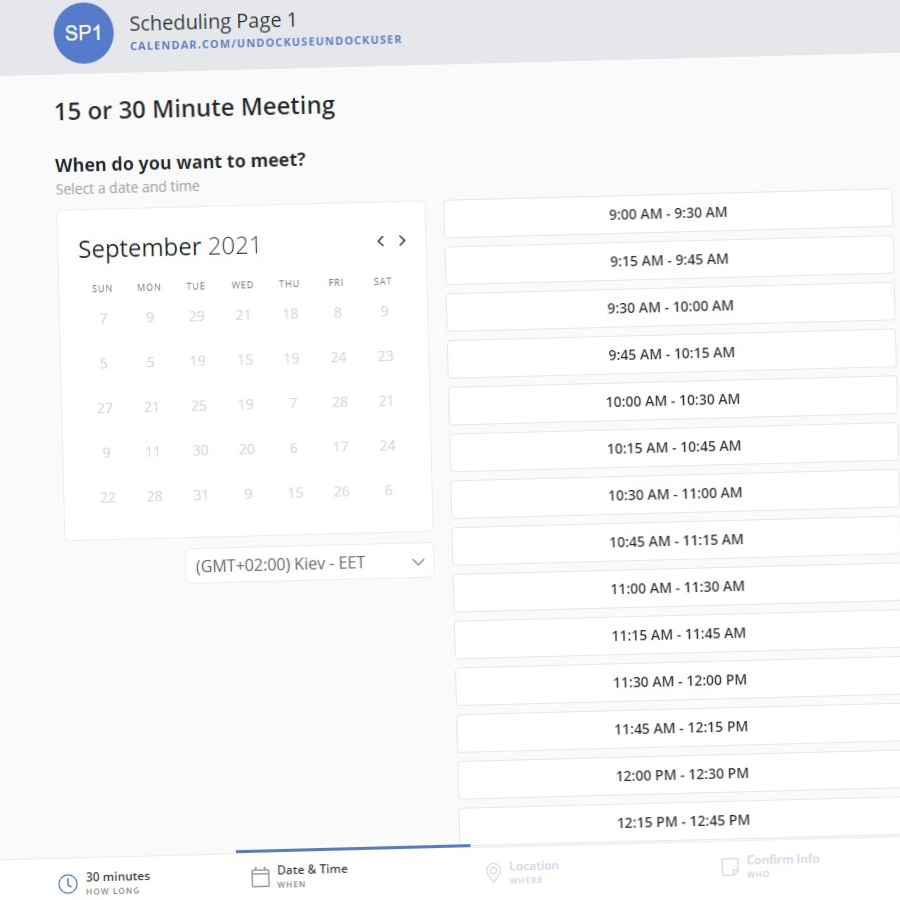 SP1
Scheduling Page 1
CALENDAR.COM/UNDOCKUSEUNDOCKUSER
15 or 30 Minute Meeting
When do you want to meet?
Select a date and time
September 2021
SUN MON TUE WED THU FRI SAT
7 9 29 21 18 8 9
5 5 19 15 19 24 23
27 21 25 19 7 28 21
9 11 30 20 6 17 24
22 28 31 9 15 26 6
(GMT+02:00) Kiev - EET
9:00 AM - 9:30 AM
9:15 AM - 9:45 AM
9:30 AM - 10:00 AM
9:45 AM - 10:15 AM
10:00 AM - 10:30 AM
10:15 AM - 10:45 AM
10:30 AM - 11:00 AM
10:45 AM - 11:15 AM
11:00 AM - 11:30 AM
11:15 AM - 11:45 AM
11:30 AM - 12:00 PM
11:45 AM - 12:15 PM
12:00 PM - 12:30 PM
12:15 PM - 12:45 PM
30 minutes
HOW LONG
Date & Time
WHEN
Location
WHERE
Confirm Info
WHO